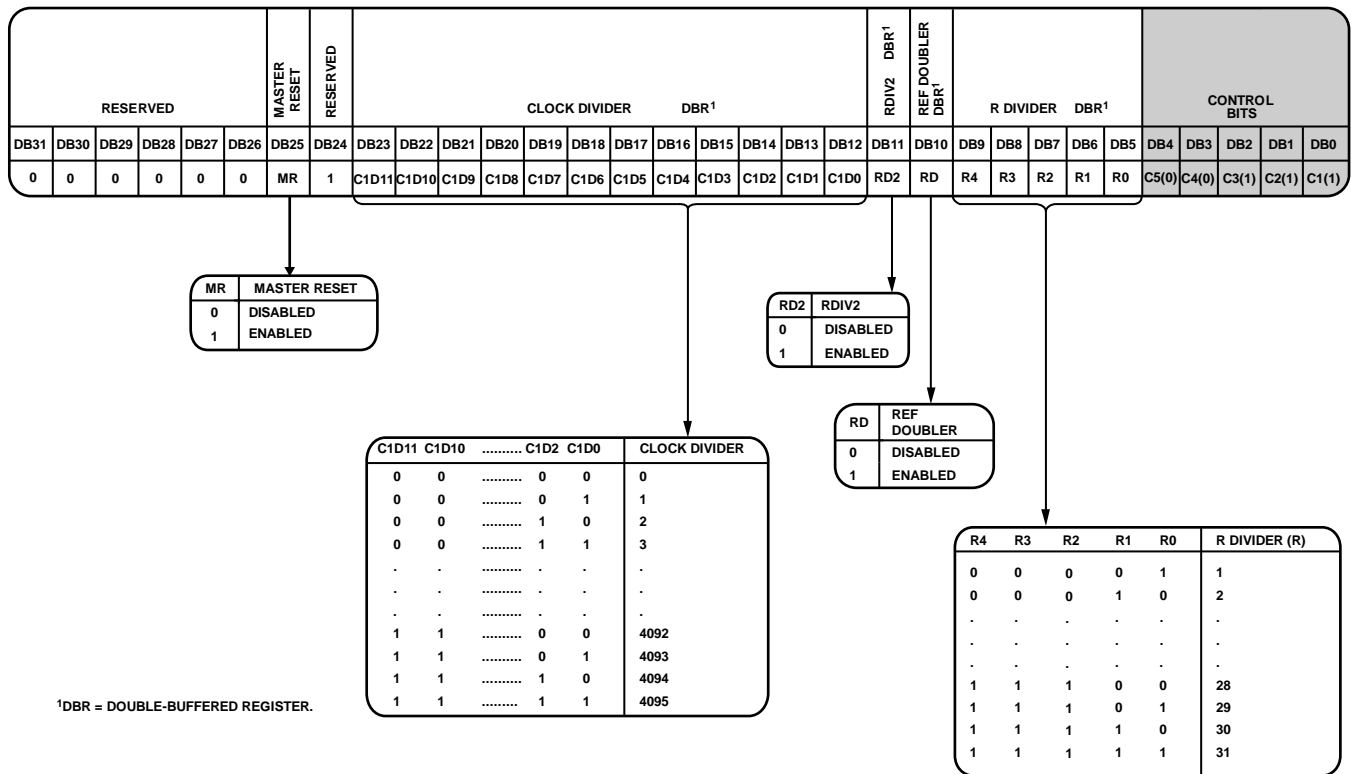 RESERVED MASTER RESET RESERVED CLOCK DIVIDER DBR1 RDIV2 DBR1 REF DOUBLER DBR1 R DIVIDER DBR1 CONTROL BITS
DB31 DB30 DB29 DB28 DB27 DB26 DB25 DB24 DB23 DB22 DB21 DB20 DB19 DB18 DB17 DB16 DB15 DB14 DB13 DB12 DB11 DB10 DB9 DB8 DB7 DB6 DB5 DB4 DB3 DB2 DB1 DB0
0 0 0 0 0 0 MR 1 C1D11 C1D10 C1D9 C1D8 C1D7 C1D6 C1D5 C1D4 C1D3 C1D2 C1D1 C1D0 RD2 RD R4 R3 R2 R1 R0 C5(0) C4(0) C3(1) C2(1) C1(1)
MR MASTER RESET
0 DISABLED
1 ENABLED
RD2 RDIV2
0 DISABLED
1 ENABLED
RD REF DOUBLER
0 DISABLED
1 ENABLED
C1D11 C1D10 .......... C1D2 C1D0 CLOCK DIVIDER
0 0 .......... 0 0 0
0 0 .......... 0 1 1
0 0 .......... 1 0 2
0 0 .......... 1 1 3
. . .......... . . .
. . .......... . . .
. . .......... . . .
1 1 .......... 0 0 4092
1 1 .......... 0 1 4093
1 1 .......... 1 0 4094
1 1 ......... 1 1 4095
R4 R3 R2 R1 R0 R DIVIDER (R)
0 0 0 0 1 1
0 0 0 1 0 2
. . . . . .
. . . . . .
. . . . . .
1 1 1 0 0 28
1 1 1 0 1 29
1 1 1 1 0 30
1 1 1 1 1 31
1DBR = DOUBLE-BUFFERED REGISTER.